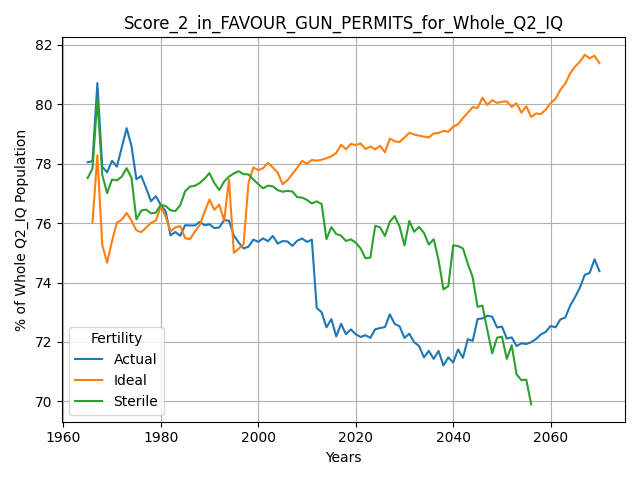 Score_2_in_FAVOUR_GUN_PERMITS_for_Whole_Q2_IQ
% of Whole Q2_IQ Population
82
80
78
76
74
72
70
Fertility
Actual
Ideal
Sterile
1960 1980 2000 2020 2040 2060
Years